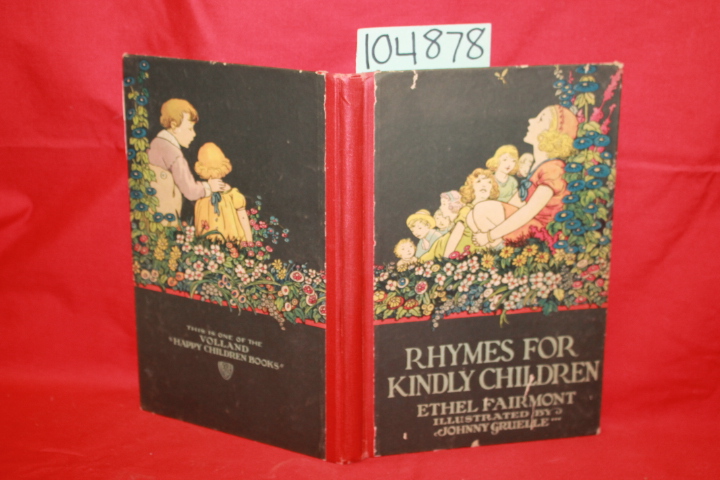 104878
THIS IS ONE OF THE
VOLLAND
"HAPPY CHILDREN BOOKS"
RHYMES FOR
KINDLY CHILDREN
ETHEL FAIRMONT
ILLUSTRATED BY
JOHNNY GRUELLE